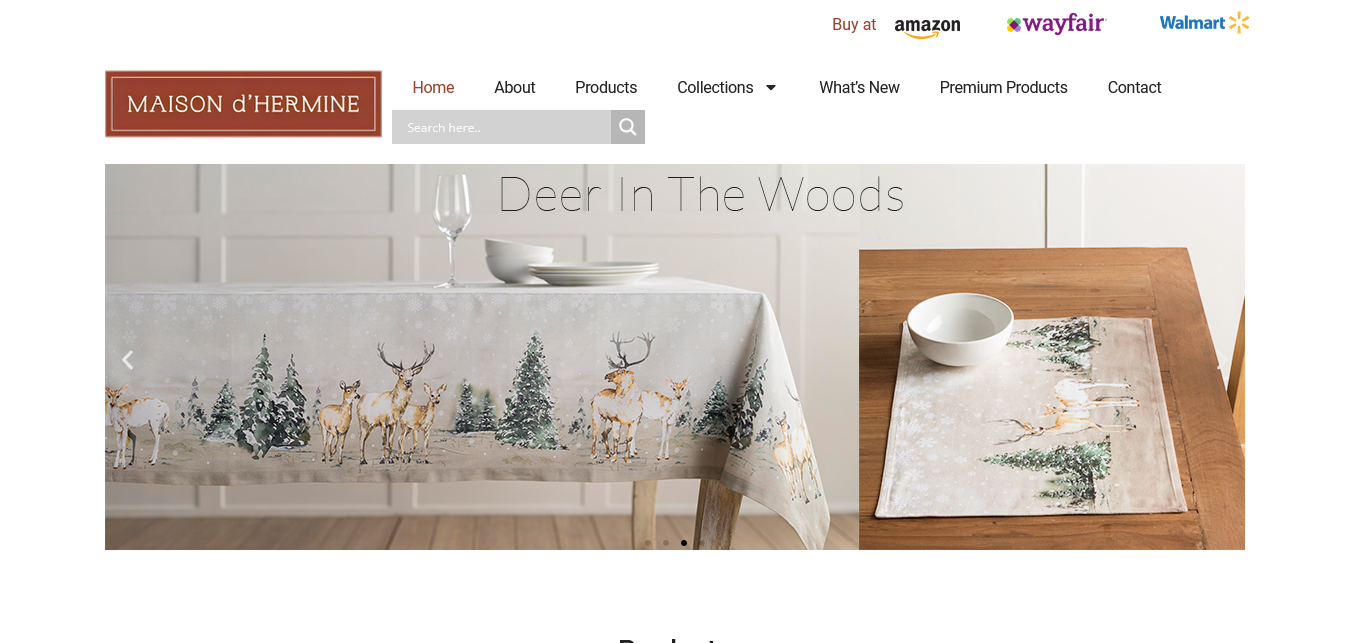 Buy at amazon wayfair Walmart
MAISON d'HERMINE
Home About Products Collections What's New Premium Products Contact
Search here..
Deer In The Woods